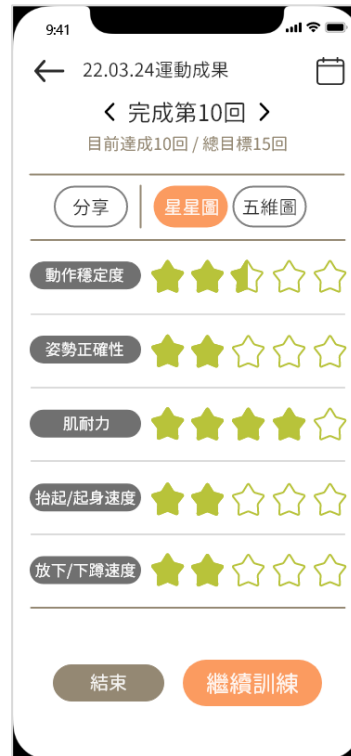 9:41
22.03.24運動成果
完成第10回
目前達成10回 / 總目標15回
分享 星星圖 五維圖
動作穩定度
姿勢正確性
肌耐力
抬起/起身速度
放下/下蹲速度
結束 繼續訓練